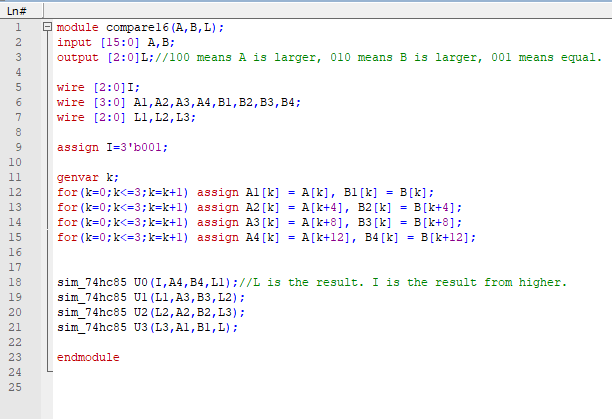 Ln#
1 module compare16(A,B,L);
2 input [15:0] A,B;
3 output [2:0]L;//100 means A is larger, 010 means B is larger, 001 means equal.
4
5 wire [2:0]I;
6 wire [3:0] A1,A2,A3,A4,B1,B2,B3,B4;
7 wire [2:0] L1,L2,L3;
8
9 assign I=3'b001;
10
11 genvar k;
12 for(k=0;k<=3;k=k+1) assign A1[k] = A[k], B1[k] = B[k];
13 for(k=0;k<=3;k=k+1) assign A2[k] = A[k+4], B2[k] = B[k+4];
14 for(k=0;k<=3;k=k+1) assign A3[k] = A[k+8], B3[k] = B[k+8];
15 for(k=0;k<=3;k=k+1) assign A4[k] = A[k+12], B4[k] = B[k+12];
16
17
18 sim_74hc85 U0(I,A4,B4,L1);//L is the result. I is the result from higher.
19 sim_74hc85 U1(L1,A3,B3,L2);
20 sim_74hc85 U2(L2,A2,B2,L3);
21 sim_74hc85 U3(L3,A1,B1,L);
22
23 endmodule
24
25